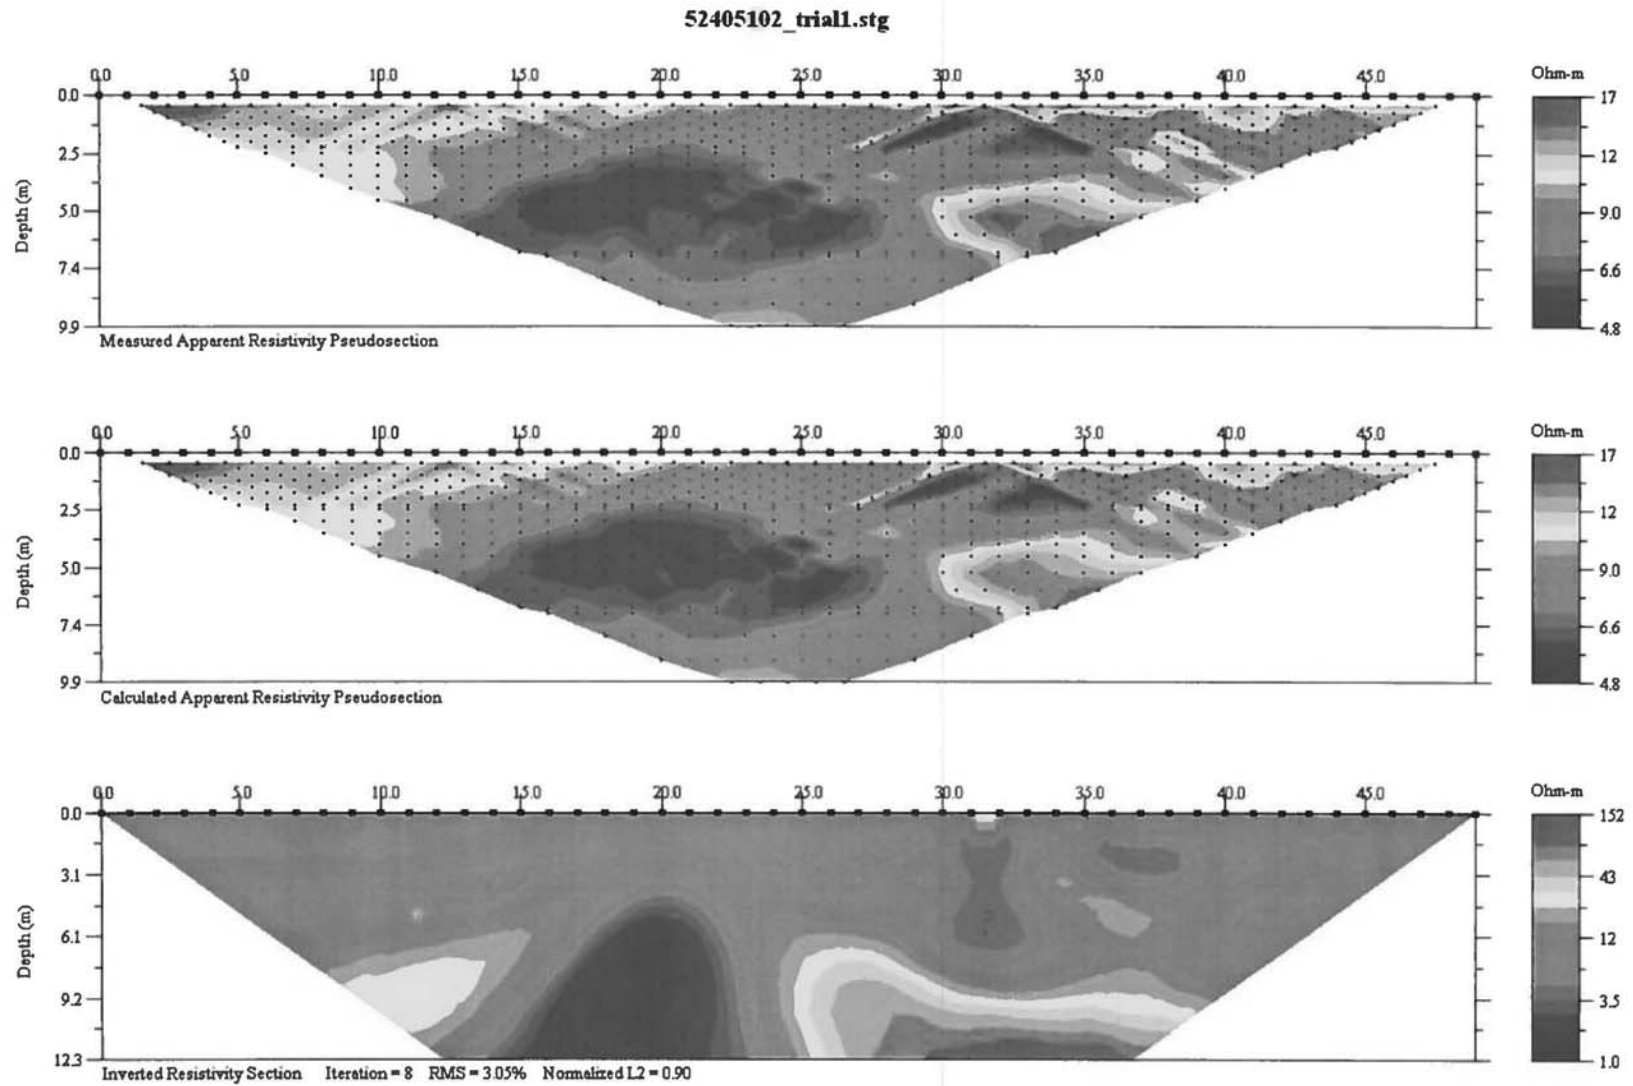 52405102_trial1.stg
0.0 5.0 10.0 15.0 20.0 25.0 30.0 35.0 40.0 45.0
Ohm-m
0.0
2.5
5.0
7.4
9.9
Depth (m)
17
12
9.0
6.6
4.8
Measured Apparent Resistivity Pseudosection
0.0 5.0 10.0 15.0 20.0 25.0 30.0 35.0 40.0 45.0
Ohm-m
0.0
2.5
5.0
7.4
9.9
Depth (m)
17
12
9.0
6.6
4.8
Calculated Apparent Resistivity Pseudosection
0.0 5.0 10.0 15.0 20.0 25.0 30.0 35.0 40.0 45.0
Ohm-m
0.0
3.1
6.1
9.2
12.3
Depth (m)
152
43
12
3.5
1.0
Inverted Resistivity Section Iteration = 8 RMS = 3.05% Normalized L2 = 0.90